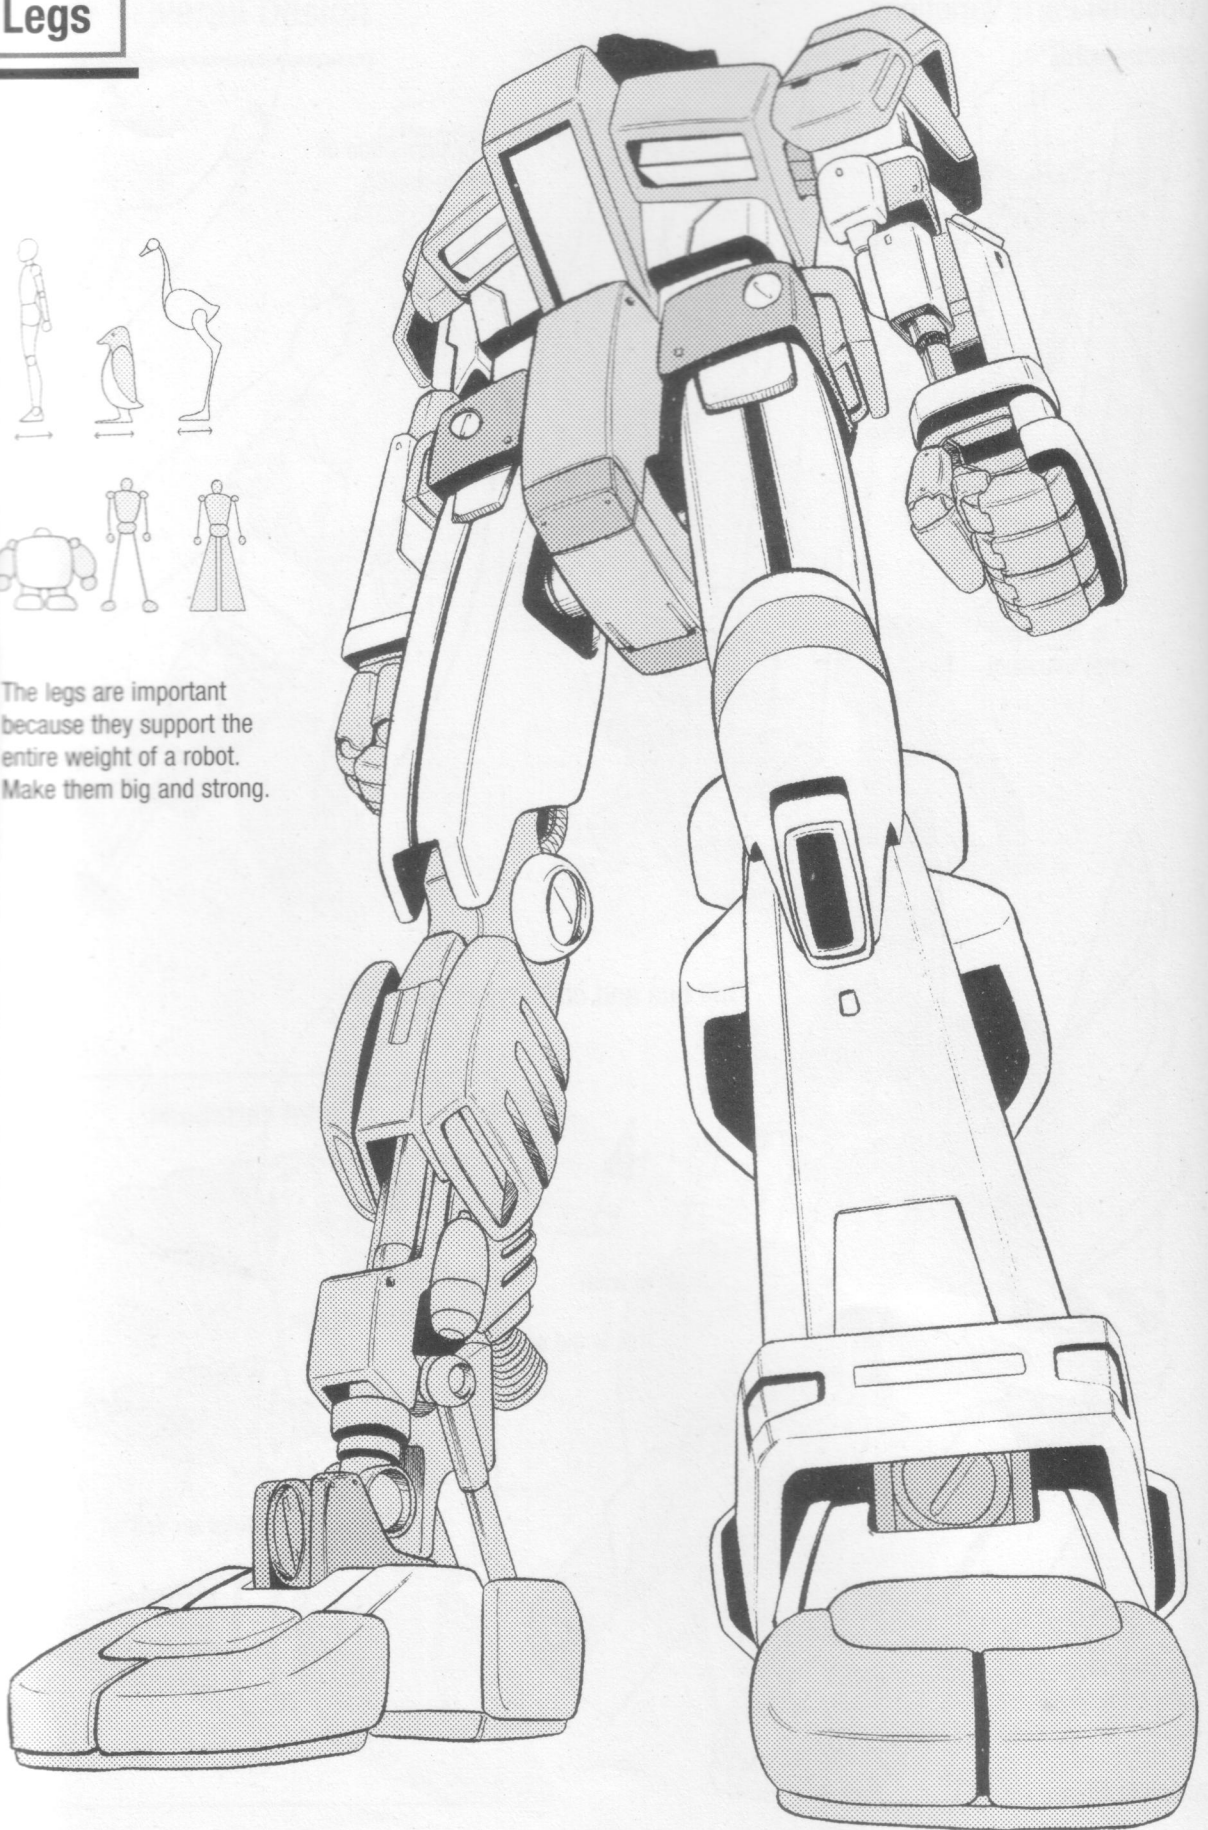 Legs
The legs are important
because they support the
entire weight of a robot.
Make them big and strong.